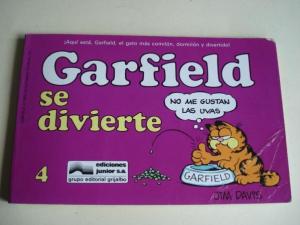 ¡Aquí está, Garfield, el gato más comilón, dormilón y divertido!
Garfield
se
divierte
NO ME GUSTAN
LAS UVAS
4
ediciones
junior s.a.
grupo editorial grijalbo
GARFIELD
JIM DAVIS